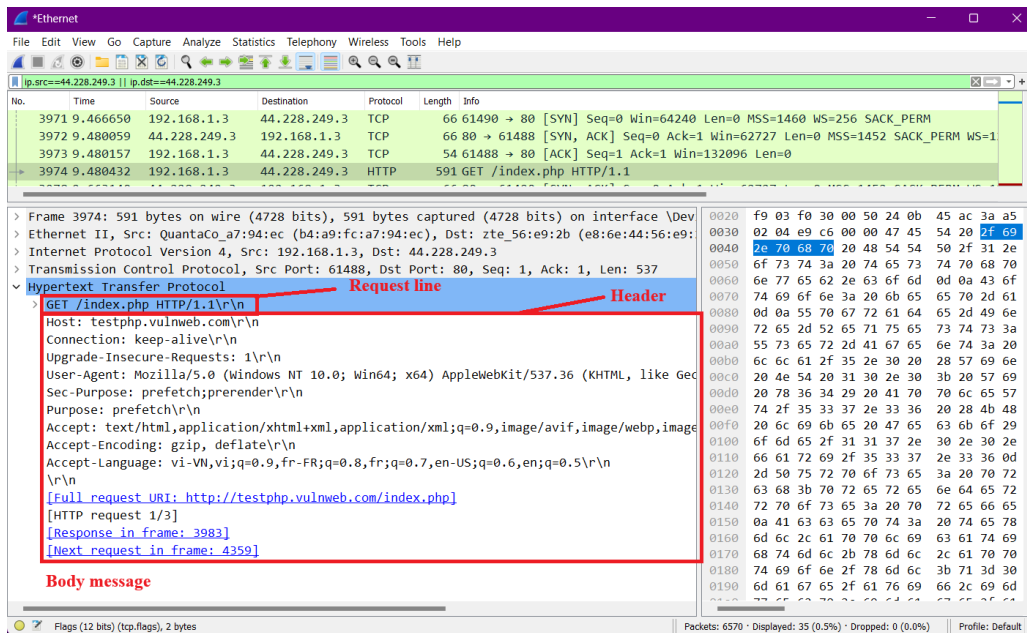 *Ethernet
File Edit View Go Capture Analyze Statistics Telephony Wireless Tools Help
ip.src==44.228.249.3 || ip.dst==44.228.249.3
No. Time Source Destination Protocol Length Info
3971 9.466650 192.168.1.3 44.228.249.3 TCP 66 61490 → 80 [SYN] Seq=0 Win=64240 Len=0 MSS=1460 WS=256 SACK_PERM
3972 9.480059 44.228.249.3 192.168.1.3 TCP 66 80 → 61488 [SYN, ACK] Seq=0 Ack=1 Win=62727 Len=0 MSS=1452 SACK_PERM WS=1
3973 9.480157 192.168.1.3 44.228.249.3 TCP 54 61488 → 80 [ACK] Seq=1 Ack=1 Win=132096 Len=0
3974 9.480432 192.168.1.3 44.228.249.3 HTTP 591 GET /index.php HTTP/1.1
Frame 3974: 591 bytes on wire (4728 bits), 591 bytes captured (4728 bits) on interface \Dev
Ethernet II, Src: QuantaCo_a7:94:ec (b4:a9:fc:a7:94:ec), Dst: zte_56:e9:2b (e8:6e:44:56:e9:
Internet Protocol Version 4, Src: 192.168.1.3, Dst: 44.228.249.3
Transmission Control Protocol, Src Port: 61488, Dst Port: 80, Seq: 1, Ack: 1, Len: 537
Hypertext Transfer Protocol
Request line
GET /index.php HTTP/1.1\r\n
Header
Host: testphp.vulnweb.com\r\n
Connection: keep-alive\r\n
Upgrade-Insecure-Requests: 1\r\n
User-Agent: Mozilla/5.0 (Windows NT 10.0; Win64; x64) AppleWebKit/537.36 (KHTML, like Gec
Sec-Purpose: prefetch;prerender\r\n
Purpose: prefetch\r\n
Accept: text/html,application/xhtml+xml,application/xml;q=0.9,image/avif,image/webp,image
Accept-Encoding: gzip, deflate\r\n
Accept-Language: vi-VN,vi;q=0.9,fr-FR;q=0.8,fr;q=0.7,en-US;q=0.6,en;q=0.5\r\n
\r\n
[Full request URI: http://testphp.vulnweb.com/index.php]
[HTTP request 1/3]
[Response in frame: 3983]
[Next request in frame: 4359]
Body message
0020 f9 03 f0 30 00 50 24 0b 45 ac 3a a5
0030 02 04 e9 c6 00 00 47 45 54 20 2f 69
0040 2e 70 68 70 20 48 54 54 50 2f 31 2e
0050 6f 73 74 3a 20 74 65 73 74 70 68 70
0060 6e 77 65 62 2e 63 6f 6d 0d 0a 43 6f
0070 74 69 6f 6e 3a 20 6b 65 65 70 2d 61
0080 0d 0a 55 70 67 72 61 64 65 2d 49 6e
0090 72 65 2d 52 65 71 75 65 73 74 73 3a
00a0 55 73 65 72 2d 41 67 65 6e 74 3a 20
00b0 6c 6c 61 2f 35 2e 30 20 28 57 69 6e
00c0 20 4e 54 20 31 30 2e 30 3b 20 57 69
00d0 20 78 36 34 29 20 41 70 70 6c 65 57
00e0 74 2f 35 33 37 2e 33 36 20 28 4b 48
00f0 20 6c 69 6b 65 20 47 65 63 6b 6f 29
0100 6f 6d 65 2f 31 31 37 2e 30 2e 30 2e
0110 66 61 72 69 2f 35 33 37 2e 33 36 0d
0120 2d 50 75 72 70 6f 73 65 3a 20 70 72
0130 63 68 3b 70 72 65 72 65 6e 64 65 72
0140 72 70 6f 73 65 3a 20 70 72 65 66 65
0150 0a 41 63 63 65 70 74 3a 20 74 65 78
0160 6d 6c 2c 61 70 70 6c 69 63 61 74 69
0170 68 74 6d 6c 2b 78 6d 6c 2c 61 70 70
0180 74 69 6f 6e 2f 78 6d 6c 3b 71 3d 30
0190 6d 61 67 65 2f 61 76 69 66 2c 69 6d
Flags (12 bits) (tcp.flags), 2 bytes
Packets: 6570 · Displayed: 35 (0.5%) · Dropped: 0 (0.0%)
Profile: Default